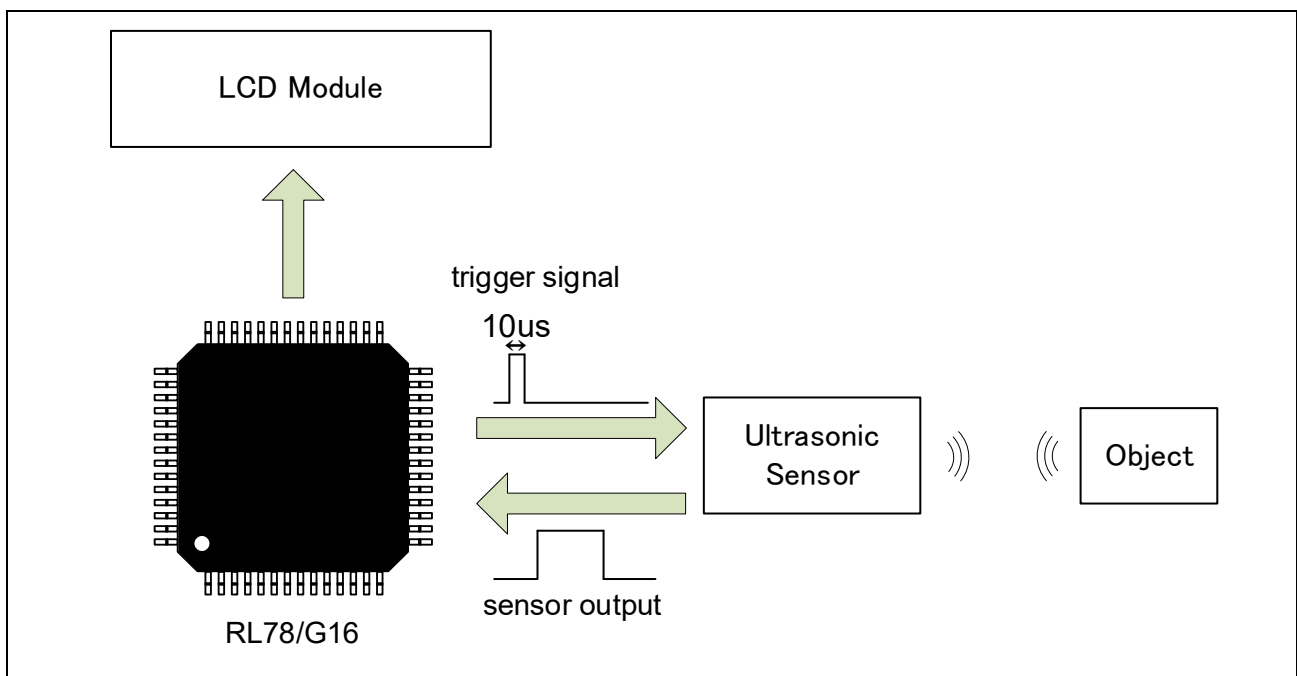 LCD Module
trigger signal
10us
Ultrasonic
Sensor
Object
sensor output
RL78/G16